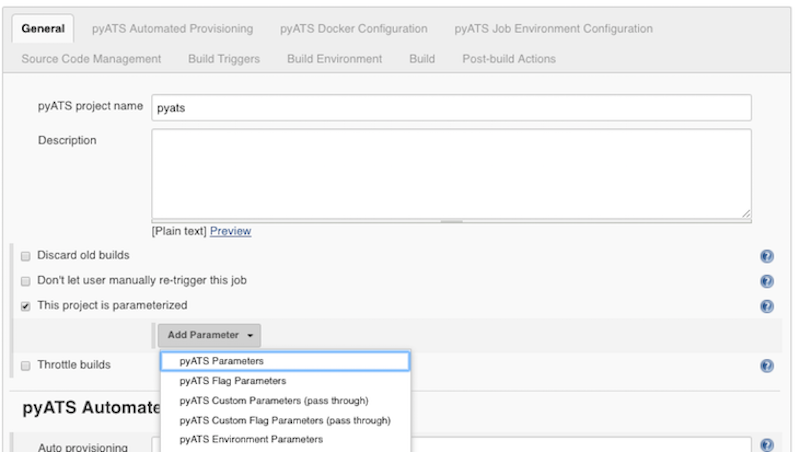 General pyATS Automated Provisioning pyATS Docker Configuration pyATS Job Environment Configuration
Source Code Management Build Triggers Build Environment Build Post-build Actions
pyATS project name pyats
Description
[Plain text] Preview
Discard old builds
Don't let user manually re-trigger this job
This project is parameterized
Add Parameter
pyATS Parameters
Throttle builds
pyATS Flag Parameters
pyATS Custom Parameters (pass through)
pyATS Automate
pyATS Custom Flag Parameters (pass through)
pyATS Environment Parameters
Auto provisioning